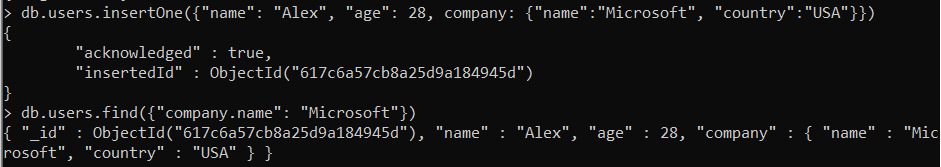 > db.users.insertOne({"name": "Alex", "age": 28, company: {"name":"Microsoft", "country":"USA"}})
{
        "acknowledged" : true,
        "insertedId" : ObjectId("617c6a57cb8a25d9a184945d")
}
> db.users.find({"company.name": "Microsoft"})
{ "_id" : ObjectId("617c6a57cb8a25d9a184945d"), "name" : "Alex", "age" : 28, "company" : { "name" : "Mic
rosoft", "country" : "USA" } }